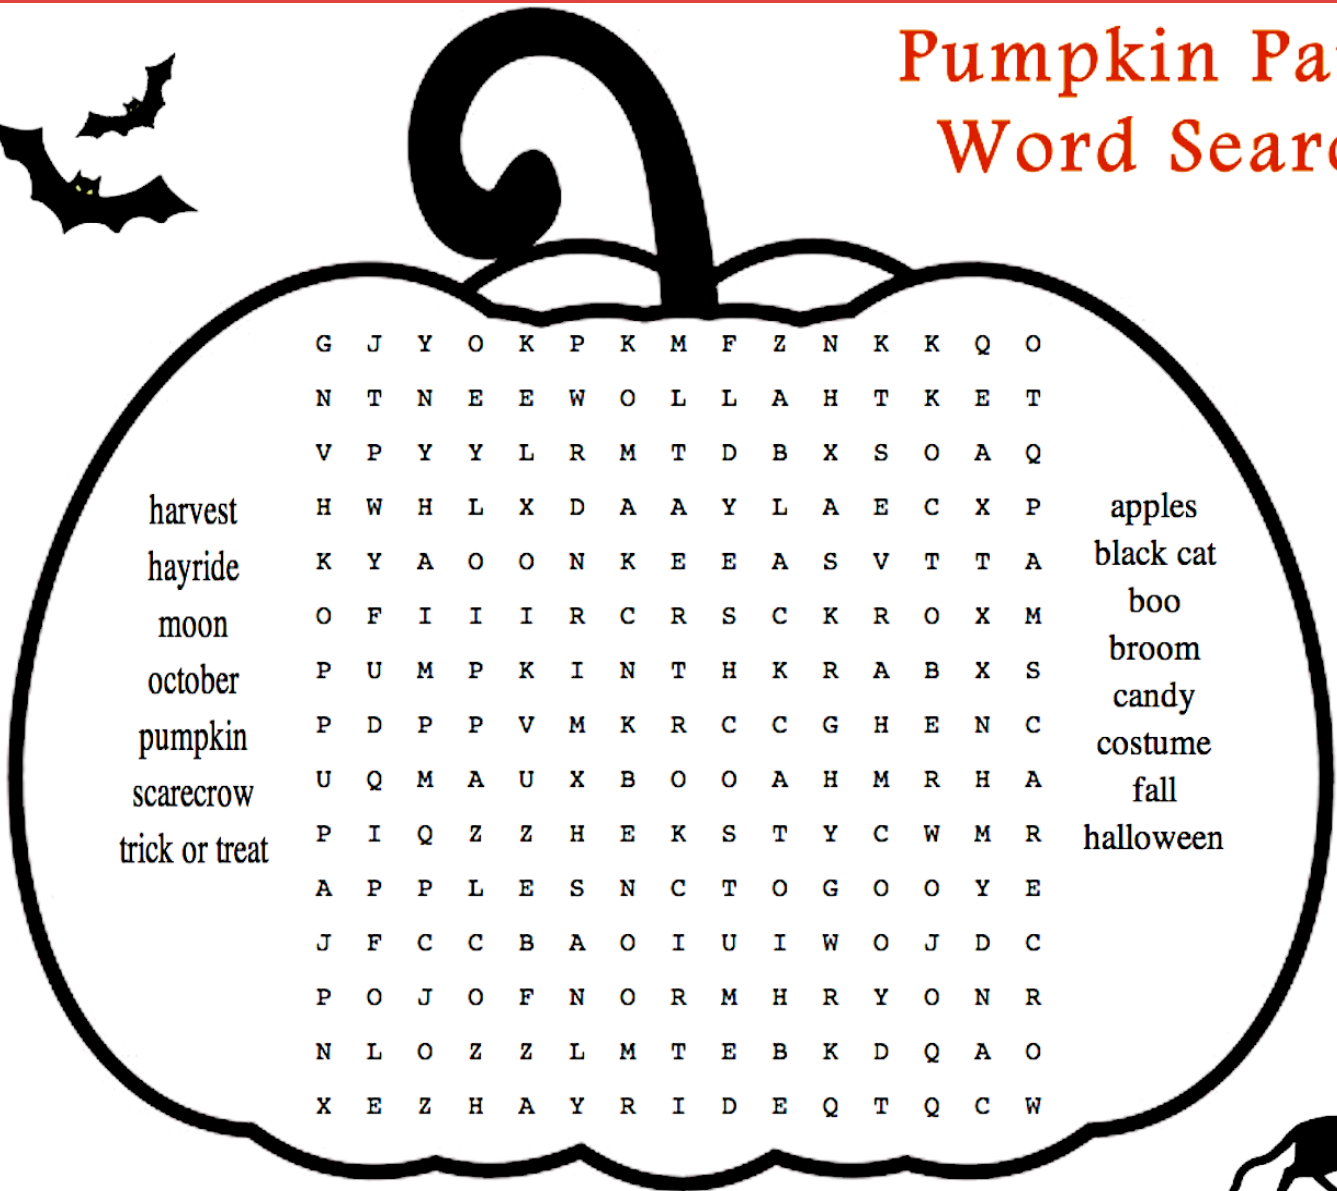 Pumpkin Pa
Word Sear
G J Y O K P K M F Z N K K Q O
N T N E E W O L L A H T K E T
V P Y Y L R M T D B X S O A Q
H W H L X D A A Y L A E C X P
K Y A O O N K E E A S V T T A
O F I I I R C R S C K R O X M
P U M P K I N T H K R A B X S
P D P P V M K R C C G H E N C
U Q M A U X B O O A H M R H A
P I Q Z Z H E K S T Y C W M R
A P P L E S N C T O G O O Y E
J F C C B A O I U I W O J D C
P O J O F N O R M H R Y O N R
N L O Z Z L M T E B K D Q A O
X E Z H A Y R I D E Q T Q C W
harvest
hayride
moon
october
pumpkin
scarecrow
trick or treat
apples
black cat
boo
broom
candy
costume
fall
halloween